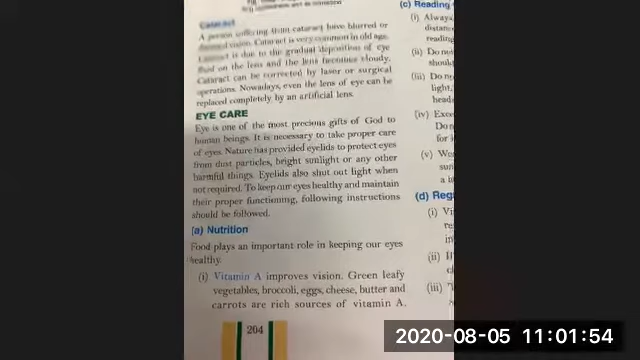 Cataract
A person suffering from cataract have blurred or
dimmed vision. Cataract is very common in old age.
Cataract is due to the gradual deposition of eye
fluid on the lens and the lens becomes cloudy.
Cataract can be corrected by laser or surgical
operations. Nowadays, even the lens of eye can be
replaced completely by an artificial lens.
EYE CARE
Eye is one of the most precious gifts of God to
human beings. It is necessary to take proper care
of eyes. Nature has provided eyelids to protect eyes
from dust particles, bright sunlight or any other
harmful things. Eyelids also shut out light when
not required. To keep our eyes healthy and maintain
their proper functioning, following instructions
should be followed.
(a) Nutrition
Food plays an important role in keeping our eyes
healthy.
(i) Vitamin A improves vision. Green leafy
vegetables, broccoli, eggs, cheese, butter and
carrots are rich sources of vitamin A.
204
(c) Reading
(i) Always
distan
reading
(ii) Do no
shoul
(iii) Do no
light,
head
(iv) Exce
Do n
for l
(v)
sun
(d) Reg
(i) Vi
re
in
(ii)
(iii)
2020-08-05 11:01:54